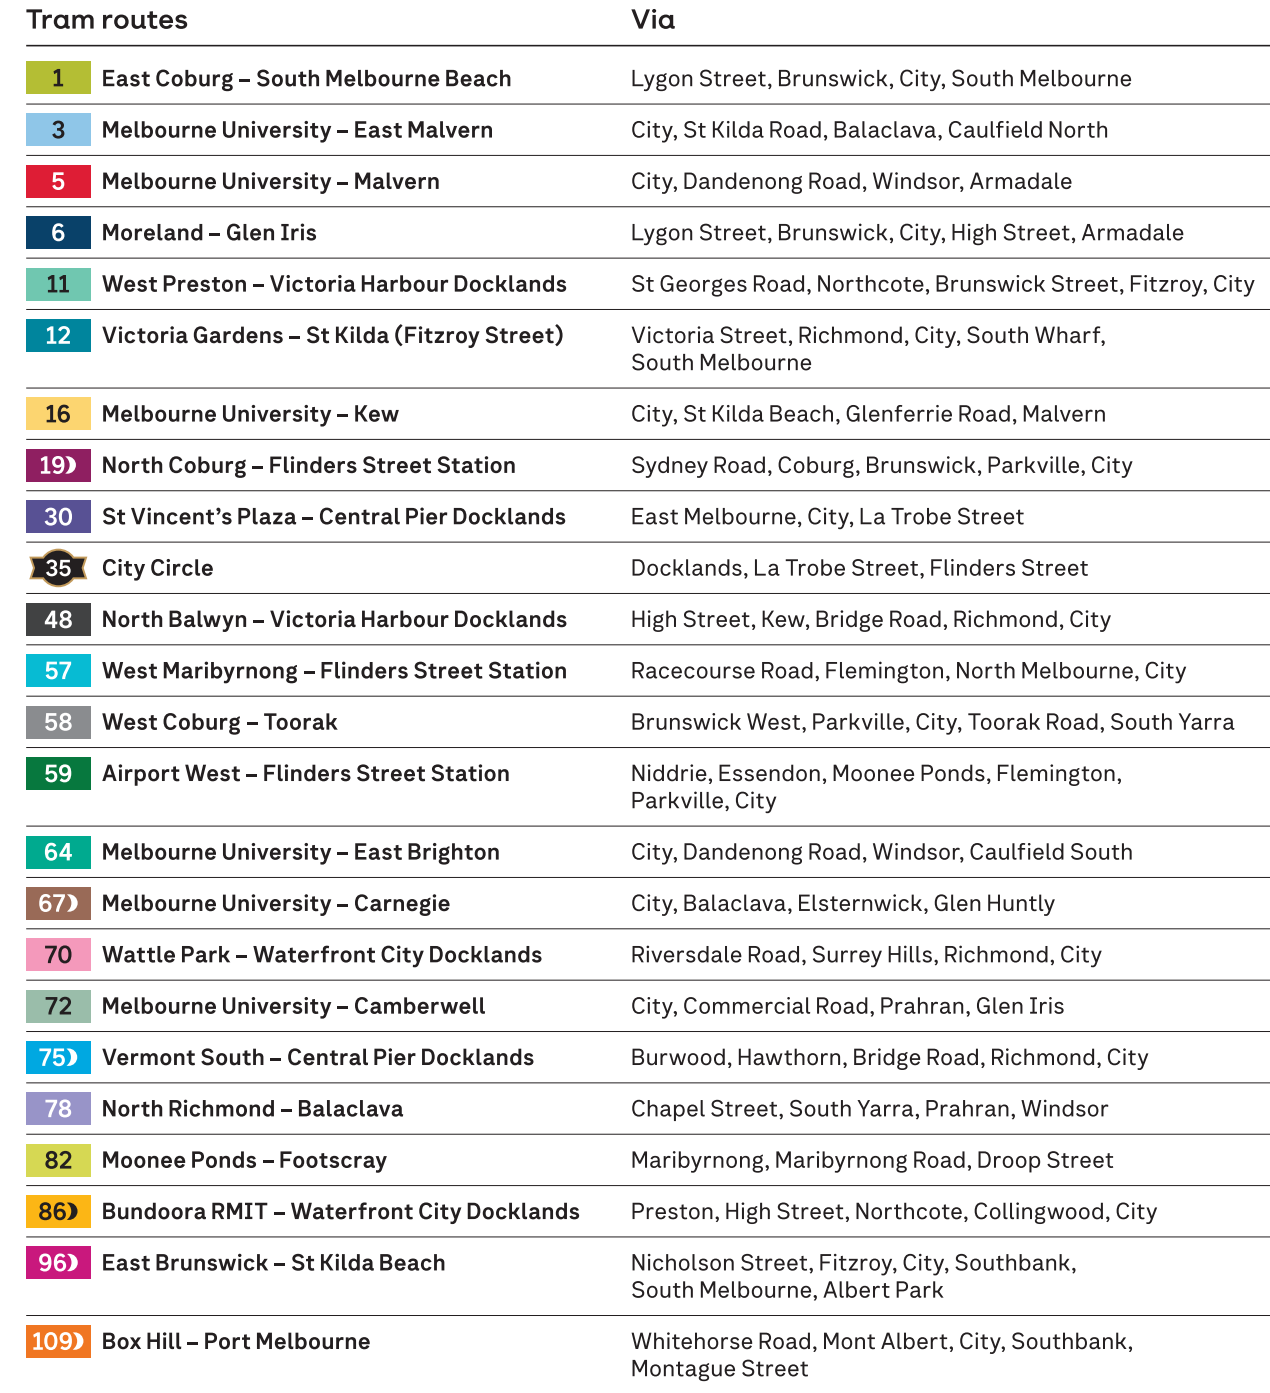 Tram routes Via
1 East Coburg – South Melbourne Beach Lygon Street, Brunswick, City, South Melbourne
3 Melbourne University – East Malvern City, St Kilda Road, Balaclava, Caulfield North
5 Melbourne University – Malvern City, Dandenong Road, Windsor, Armadale
6 Moreland – Glen Iris Lygon Street, Brunswick, City, High Street, Armadale
11 West Preston – Victoria Harbour Docklands St Georges Road, Northcote, Brunswick Street, Fitzroy, City
12 Victoria Gardens – St Kilda (Fitzroy Street) Victoria Street, Richmond, City, South Wharf,
South Melbourne
16 Melbourne University – Kew City, St Kilda Beach, Glenferrie Road, Malvern
19 North Coburg – Flinders Street Station Sydney Road, Coburg, Brunswick, Parkville, City
30 St Vincent’s Plaza – Central Pier Docklands East Melbourne, City, La Trobe Street
35 City Circle Docklands, La Trobe Street, Flinders Street
48 North Balwyn – Victoria Harbour Docklands High Street, Kew, Bridge Road, Richmond, City
57 West Maribyrnong – Flinders Street Station Racecourse Road, Flemington, North Melbourne, City
58 West Coburg – Toorak Brunswick West, Parkville, City, Toorak Road, South Yarra
59 Airport West – Flinders Street Station Niddrie, Essendon, Moonee Ponds, Flemington,
Parkville, City
64 Melbourne University – East Brighton City, Dandenong Road, Windsor, Caulfield South
67 Melbourne University – Carnegie City, Balaclava, Elsternwick, Glen Huntly
70 Wattle Park – Waterfront City Docklands Riversdale Road, Surrey Hills, Richmond, City
72 Melbourne University – Camberwell City, Commercial Road, Prahran, Glen Iris
75 Vermont South – Central Pier Docklands Burwood, Hawthorn, Bridge Road, Richmond, City
78 North Richmond – Balaclava Chapel Street, South Yarra, Prahran, Windsor
82 Moonee Ponds – Footscray Maribyrnong, Maribyrnong Road, Droop Street
86 Bundoora RMIT – Waterfront City Docklands Preston, High Street, Northcote, Collingwood, City
96 East Brunswick – St Kilda Beach Nicholson Street, Fitzroy, City, Southbank,
South Melbourne, Albert Park
109 Box Hill – Port Melbourne Whitehorse Road, Mont Albert, City, Southbank,
Montague Street